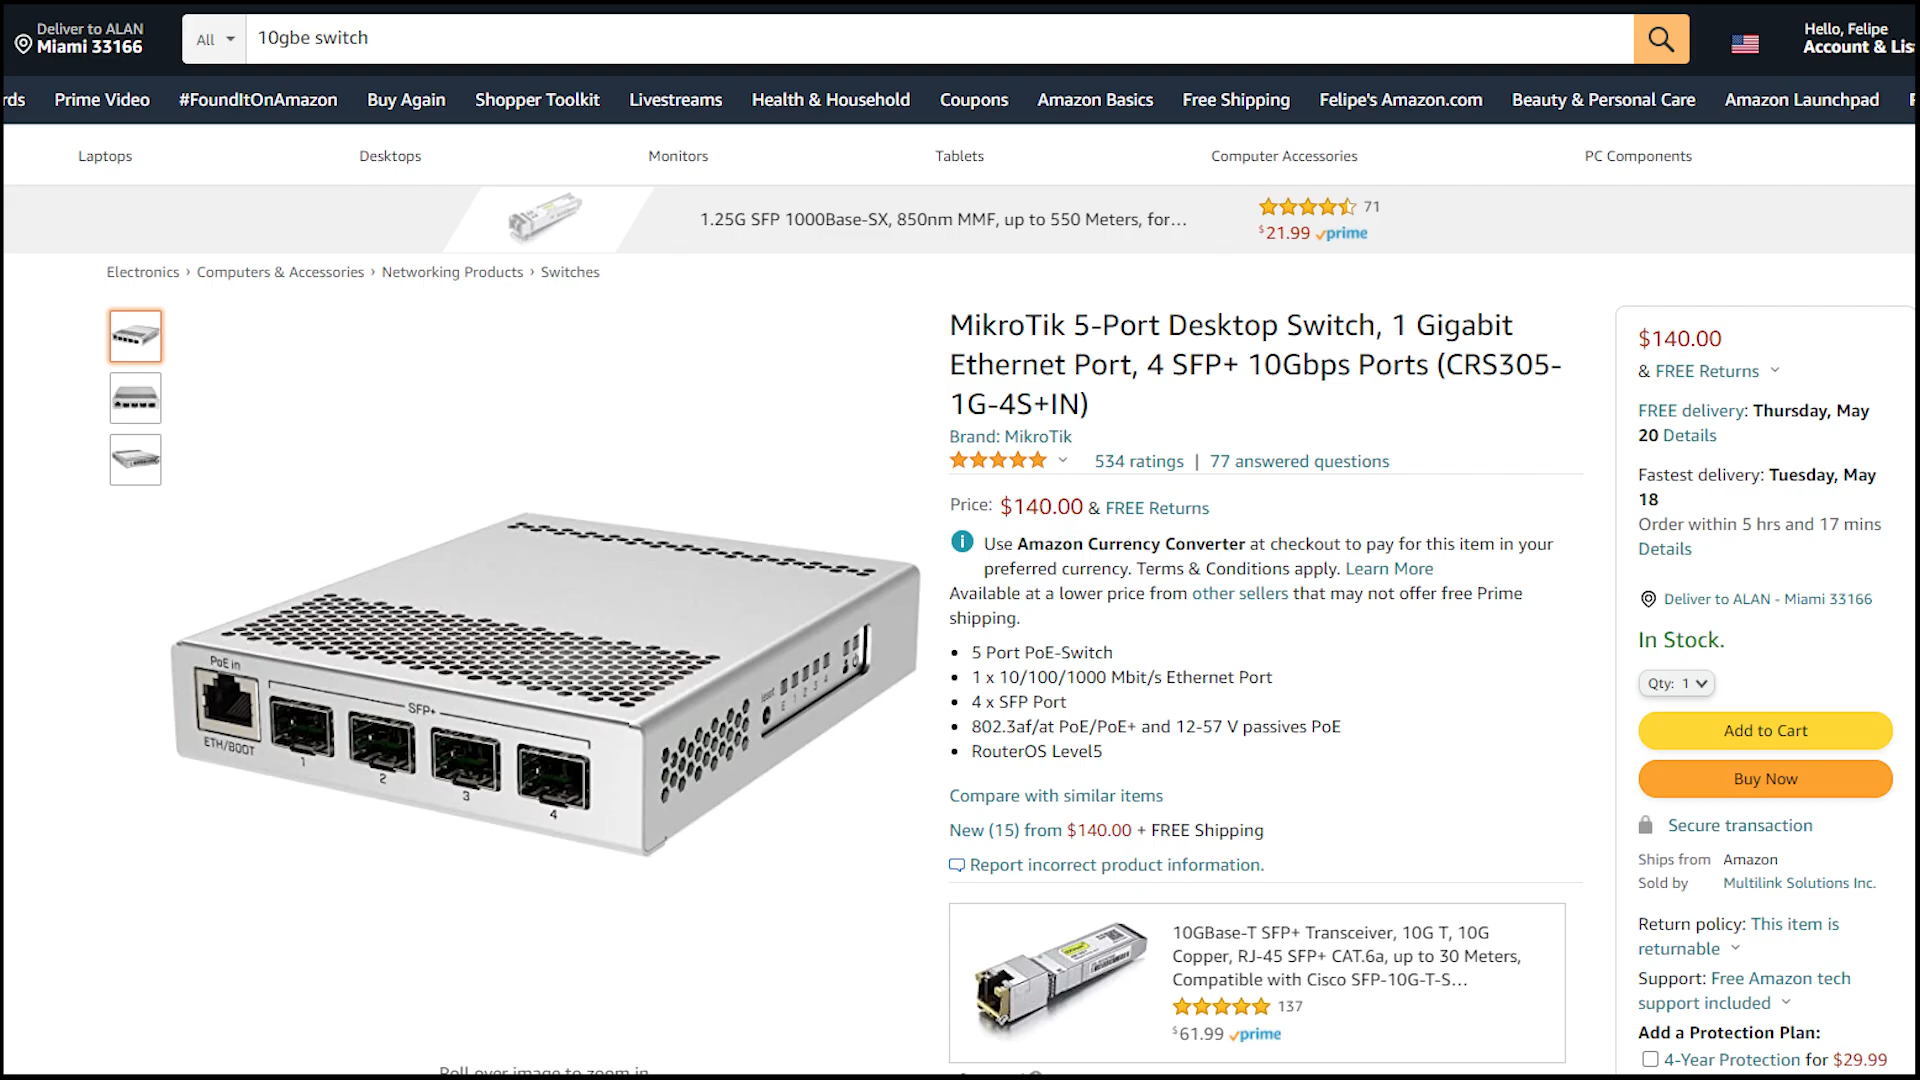 Deliver to ALAN
Miami 33166
All
10gbe switch
Hello, Felipe
Account & Lis
rds Prime Video #FoundItOnAmazon Buy Again Shopper Toolkit Livestreams Health & Household Coupons Amazon Basics Free Shipping Felipe's Amazon.com Beauty & Personal Care Amazon Launchpad
Laptops Desktops Monitors Tablets Computer Accessories PC Components
1.25G SFP 1000Base-SX, 850nm MMF, up to 550 Meters, for...
71
$21.99 prime
Electronics › Computers & Accessories › Networking Products › Switches
PoE in
ETH/BOOT
SFP+
1
2
3
4
reset
E 1 2 3 4
MikroTik 5-Port Desktop Switch, 1 Gigabit
Ethernet Port, 4 SFP+ 10Gbps Ports (CRS305-
1G-4S+IN)
Brand: MikroTik
534 ratings | 77 answered questions
Price: $140.00 & FREE Returns
i Use Amazon Currency Converter at checkout to pay for this item in your
preferred currency. Terms & Conditions apply. Learn More
Available at a lower price from other sellers that may not offer free Prime
shipping.
• 5 Port PoE-Switch
• 1 x 10/100/1000 Mbit/s Ethernet Port
• 4 x SFP Port
• 802.3af/at PoE/PoE+ and 12-57 V passives PoE
• RouterOS Level5
Compare with similar items
New (15) from $140.00 + FREE Shipping
Report incorrect product information.
10GBase-T SFP+ Transceiver, 10G T, 10G
Copper, RJ-45 SFP+ CAT.6a, up to 30 Meters,
Compatible with Cisco SFP-10G-T-S...
137
$61.99 prime
Roll over image to zoom in
$140.00
& FREE Returns
FREE delivery: Thursday, May
20 Details
Fastest delivery: Tuesday, May
18
Order within 5 hrs and 17 mins
Details
Deliver to ALAN - Miami 33166
In Stock.
Qty: 1
Add to Cart
Buy Now
Secure transaction
Ships from Amazon
Sold by Multilink Solutions Inc.
Return policy: This item is
returnable
Support: Free Amazon tech
support included
Add a Protection Plan:
4-Year Protection for $29.99